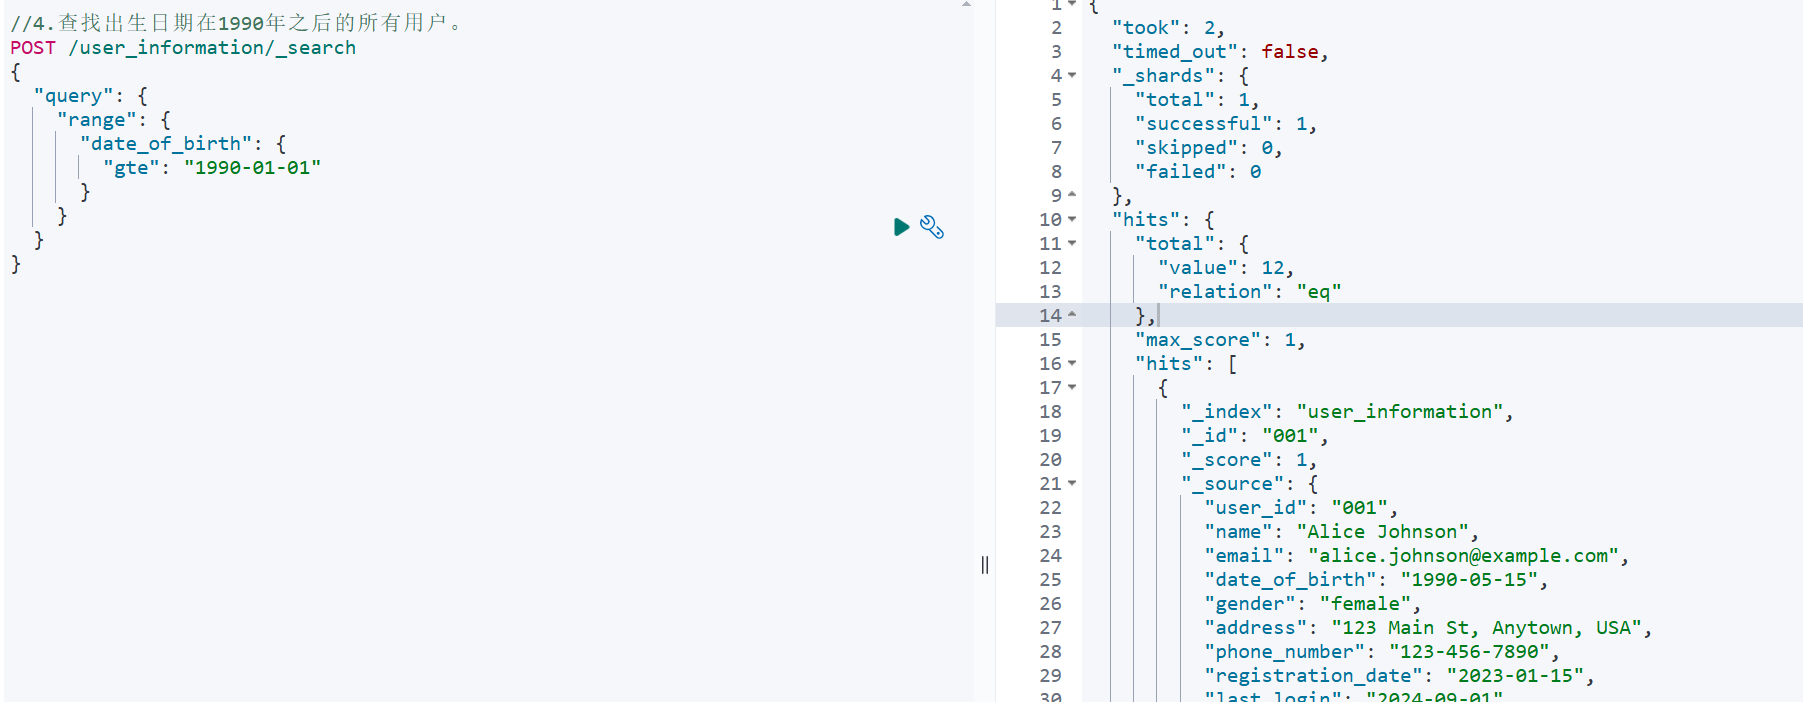 //4.查找出生日期在1990年之后的所有用户。
POST /user_information/_search
{
  "query": {
    "range": {
      "date_of_birth": {
        "gte": "1990-01-01"
      }
    }
  }
}
1 {
2   "took": 2,
3   "timed_out": false,
4   "_shards": {
5     "total": 1,
6     "successful": 1,
7     "skipped": 0,
8     "failed": 0
9   },
10   "hits": {
11     "total": {
12       "value": 12,
13       "relation": "eq"
14     },
15     "max_score": 1,
16     "hits": [
17       {
18         "_index": "user_information",
19         "_id": "001",
20         "_score": 1,
21         "_source": {
22           "user_id": "001",
23           "name": "Alice Johnson",
24           "email": "alice.johnson@example.com",
25           "date_of_birth": "1990-05-15",
26           "gender": "female",
27           "address": "123 Main St, Anytown, USA",
28           "phone_number": "123-456-7890",
29           "registration_date": "2023-01-15",
30           "last_login": "2024-09-01"